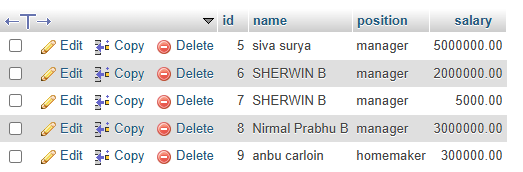 id name position salary
Edit Copy Delete 5 siva surya manager 5000000.00
Edit Copy Delete 6 SHERWIN B manager 2000000.00
Edit Copy Delete 7 SHERWIN B manager 5000.00
Edit Copy Delete 8 Nirmal Prabhu B manager 3000000.00
Edit Copy Delete 9 anbu carloin homemaker 300000.00